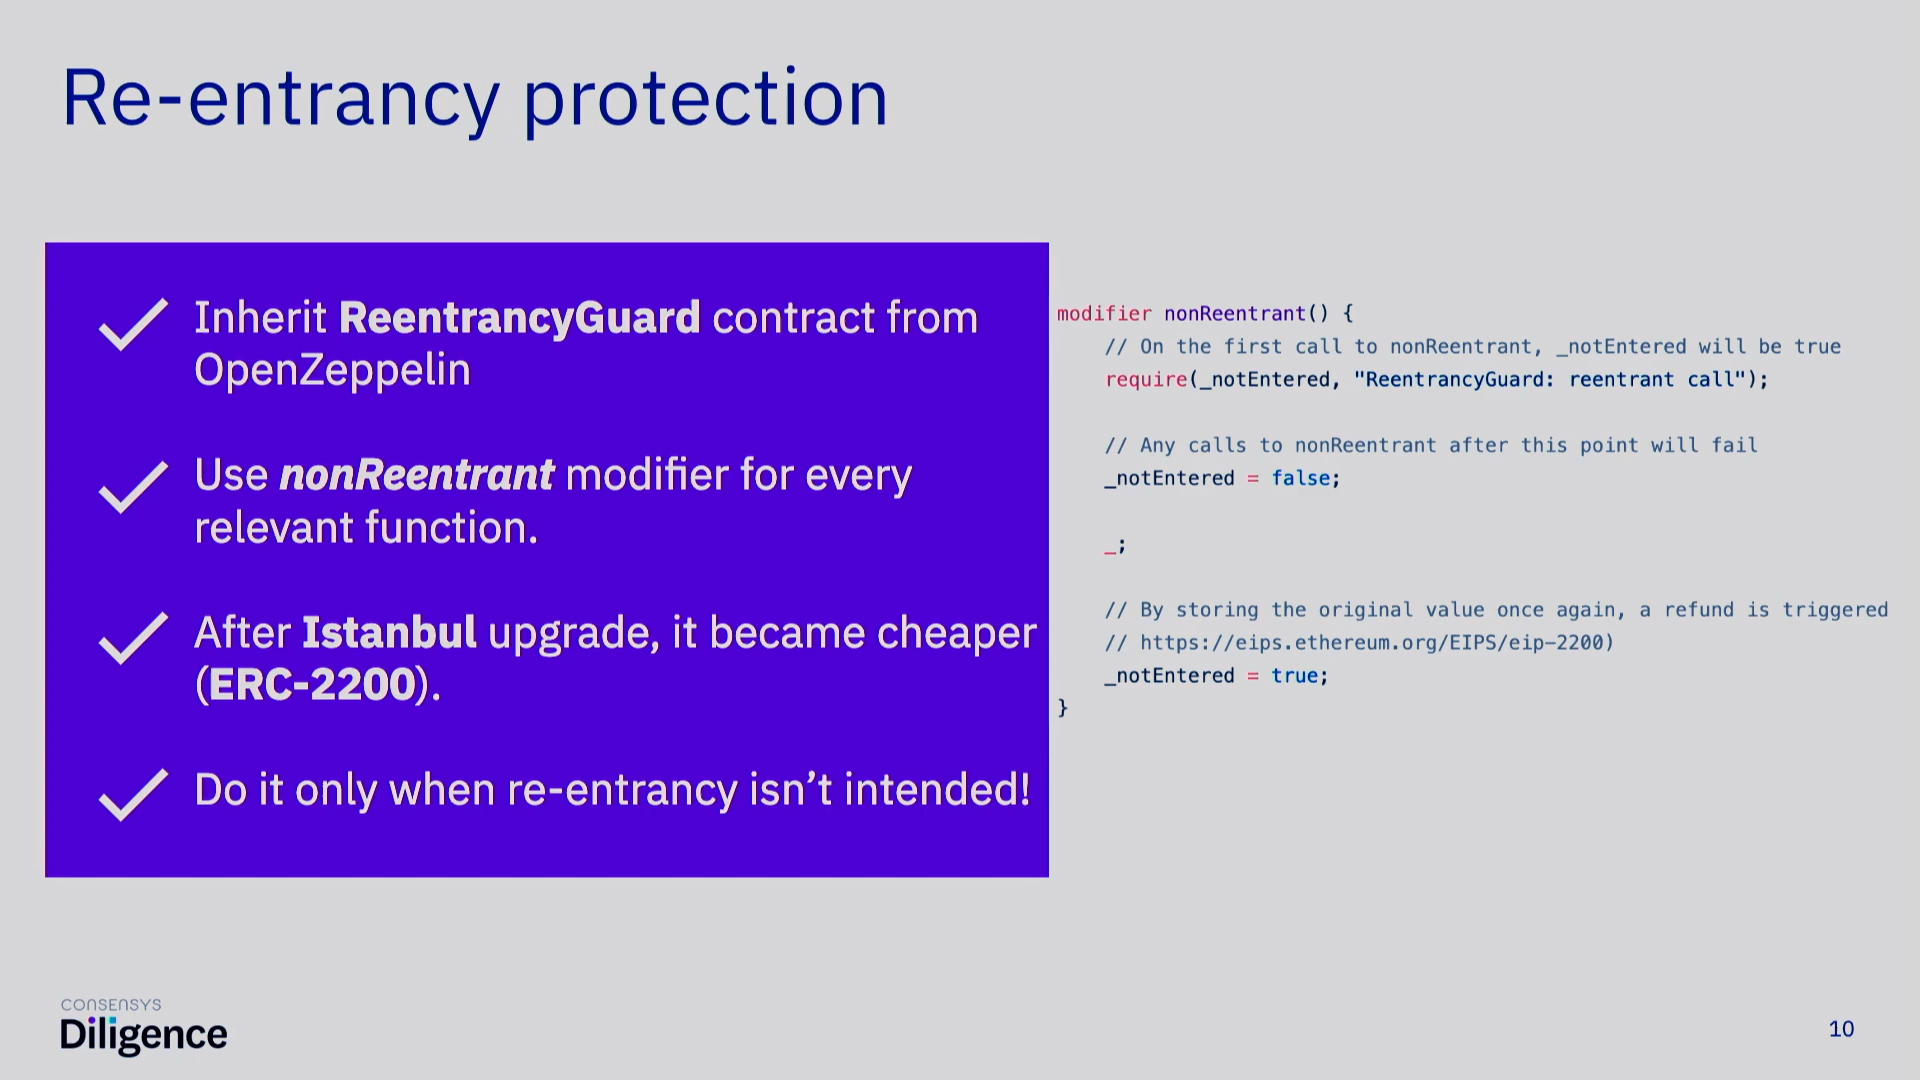 Re-entrancy protection
Inherit ReentrancyGuard contract from
OpenZeppelin
Use nonReentrant modifier for every
relevant function.
After Istanbul upgrade, it became cheaper
(ERC-2200).
Do it only when re-entrancy isn’t intended!
modifier nonReentrant() {
    // On the first call to nonReentrant, _notEntered will be true
    require(_notEntered, "ReentrancyGuard: reentrant call");
    // Any calls to nonReentrant after this point will fail
    _notEntered = false;
    _;
    // By storing the original value once again, a refund is triggered
    // https://eips.ethereum.org/EIPS/eip-2200)
    _notEntered = true;
}
CONSENSYS
Diligence
10